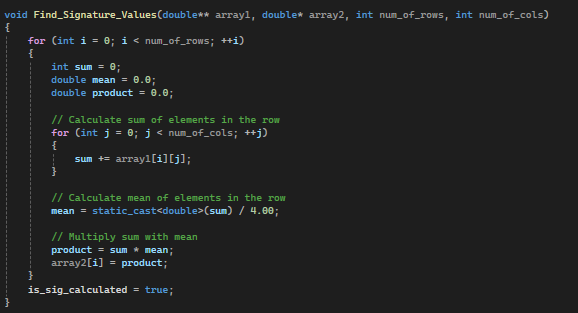 void Find_Signature_Values(double** array1, double* array2, int num_of_rows, int num_of_cols)
{
for (int i = 0; i < num_of_rows; ++i)
{
int sum = 0;
double mean = 0.0;
double product = 0.0;
// Calculate sum of elements in the row
for (int j = 0; j < num_of_cols; ++j)
{
sum += array1[i][j];
}
// Calculate mean of elements in the row
mean = static_cast<double>(sum) / 4.00;
// Multiply sum with mean
product = sum * mean;
array2[i] = product;
}
is_sig_calculated = true;
}